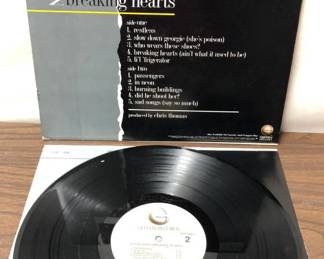 breaking hearts
side one
1. restless
2. slow down georgie (she's poison)
3. who wears these shoes?
4. breaking hearts (ain't what it used to be)
5. li'l 'frigerator
side two
1. passengers
2. in neon
3. burning buildings
4. did he shoot her?
5. sad songs (say so much)
produced by chris thomas
2